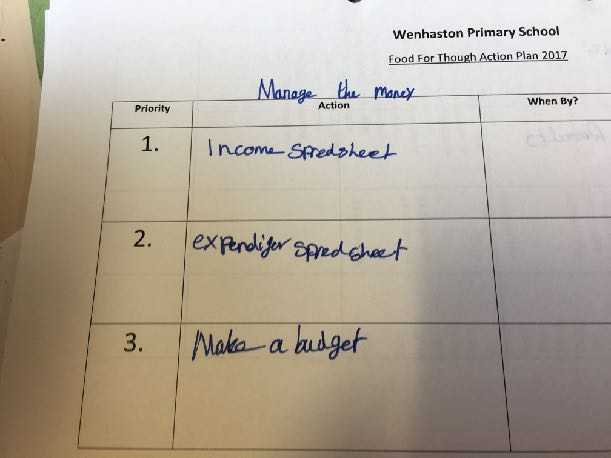 Wenhaston Primary School
Food For Though Action Plan 2017
Manage the money
Priority Action When By?
1. Income Spredsheet
2. expendifer spredsheet
3. Make a budget